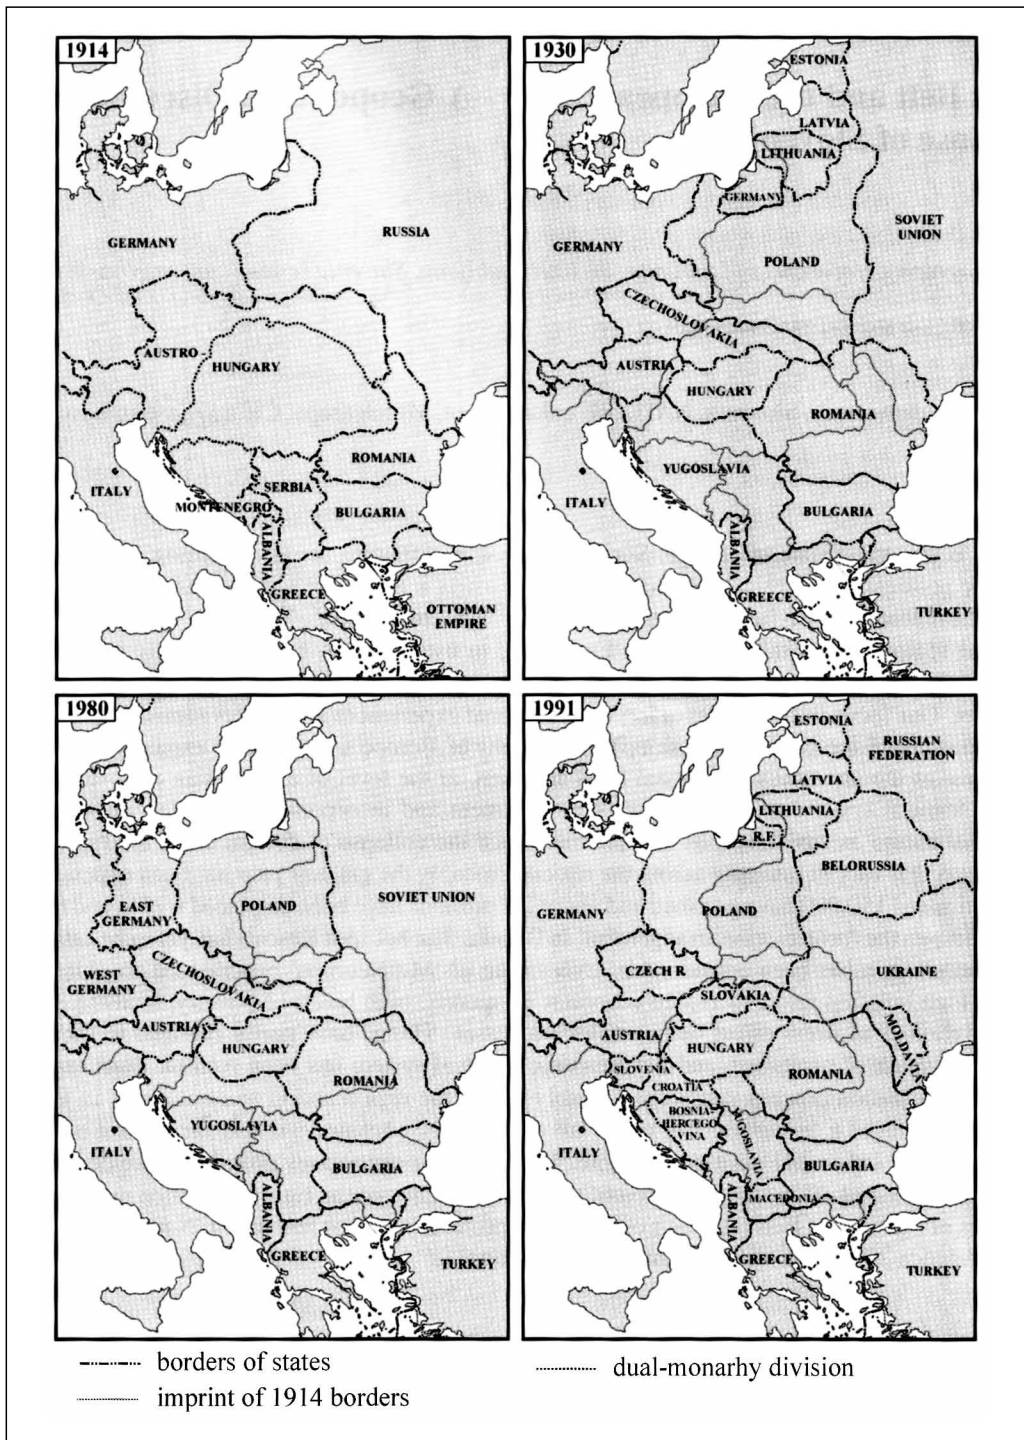 1914
GERMANY
RUSSIA
AUSTRO -
HUNGARY
ROMANIA
SERBIA
ITALY
MONTENEGRO
BULGARIA
ALBANIA
GREECE
OTTOMAN
EMPIRE
1930
ESTONIA
LATVIA
LITHUANIA
GERMANY
SOVIET
UNION
GERMANY
POLAND
CZECHOSLOVAKIA
AUSTRIA
HUNGARY
ROMANIA
YUGOSLAVIA
ITALY
BULGARIA
ALBANIA
GREECE
TURKEY
1980
EAST
GERMANY
POLAND
SOVIET UNION
WEST
GERMANY
CZECHOSLOVAKIA
AUSTRIA
HUNGARY
ROMANIA
YUGOSLAVIA
ITALY
BULGARIA
ALBANIA
GREECE
TURKEY
1991
ESTONIA
RUSSIAN
FEDERATION
LATVIA
LITHUANIA
R.F.
BELORUSSIA
GERMANY
POLAND
CZECH R.
UKRAINE
SLOVAKIA
AUSTRIA
MOLDAVIA
HUNGARY
SLOVENIA
ROMANIA
CROATIA
BOSNIA-
HERCEGO
VINA
YUGOSLAVIA
ITALY
BULGARIA
ALBANIA
MACEDONIA
GREECE
TURKEY
borders of states
dual-monarhy division
imprint of 1914 borders